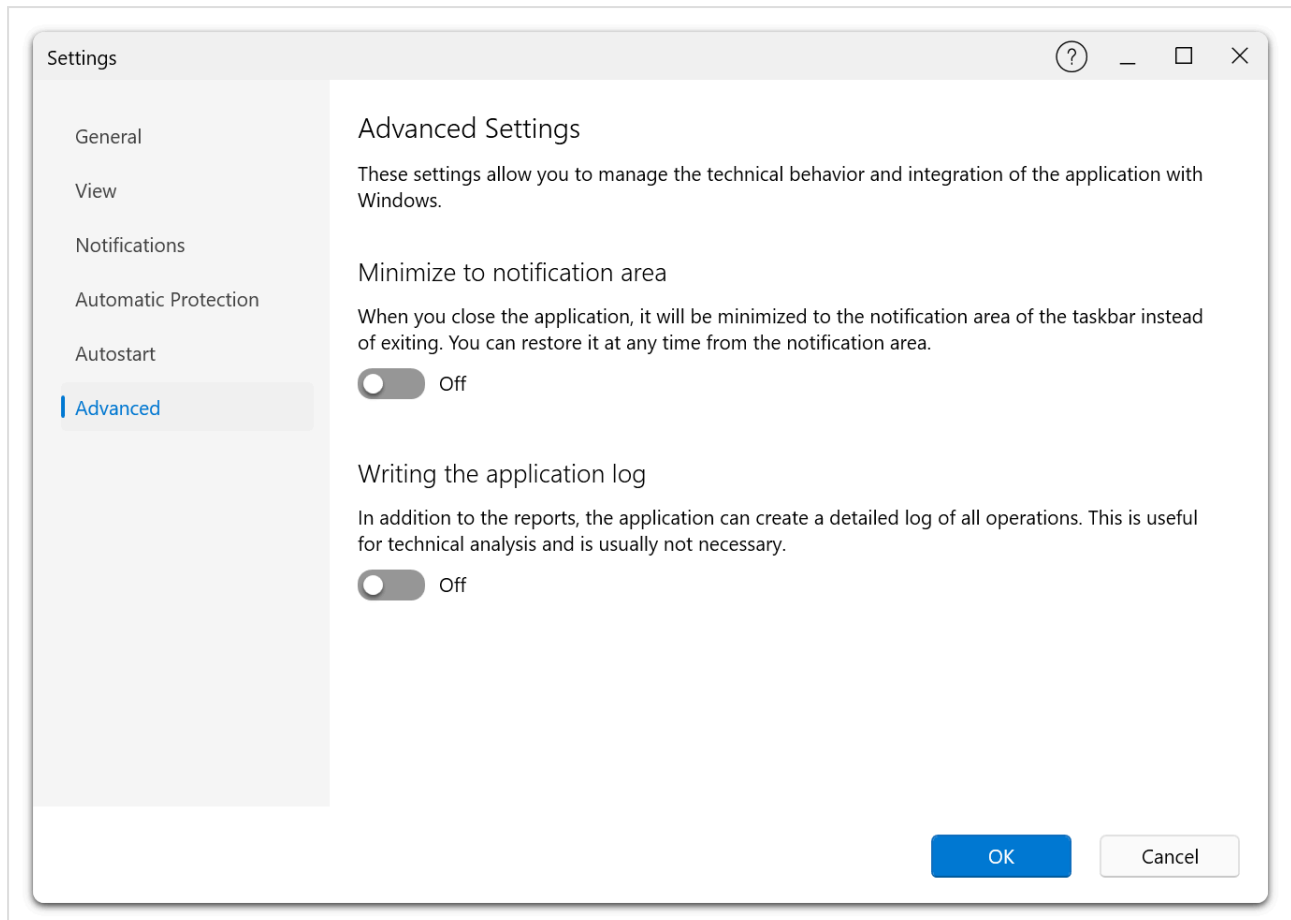 Settings
?
General
View
Notifications
Automatic Protection
Autostart
Advanced
Advanced Settings
These settings allow you to manage the technical behavior and integration of the application with
Windows.
Minimize to notification area
When you close the application, it will be minimized to the notification area of the taskbar instead
of exiting. You can restore it at any time from the notification area.
Off
Writing the application log
In addition to the reports, the application can create a detailed log of all operations. This is useful
for technical analysis and is usually not necessary.
Off
OK
Cancel